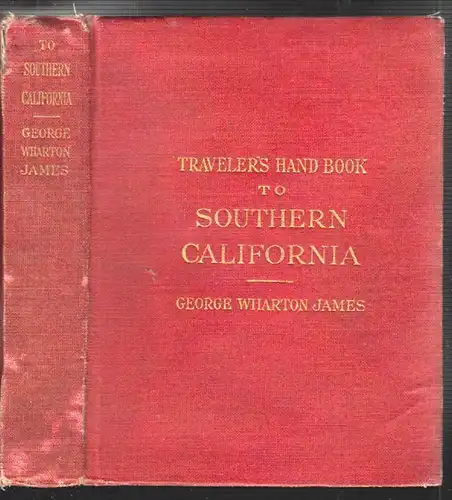 TO
SOUTHERN
CALIFORNIA
GEORGE
WHARTON
JAMES
TRAVELER'S HAND BOOK
TO
SOUTHERN
CALIFORNIA
GEORGE WHARTON JAMES